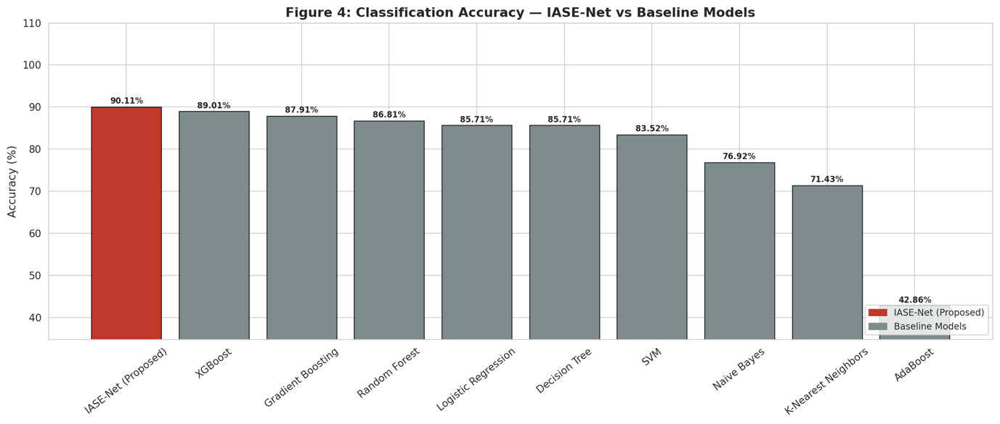 Figure 4: Classification Accuracy — IASE-Net vs Baseline Models
110
100
90
80
70
60
50
40
Accuracy (%)
90.11%
89.01%
87.91%
86.81%
85.71%
85.71%
83.52%
76.92%
71.43%
42.86%
IASE-Net (Proposed)
Baseline Models
IASE-Net (Proposed)
XGBoost
Gradient Boosting
Random Forest
Logistic Regression
Decision Tree
SVM
Naive Bayes
K-Nearest Neighbors
AdaBoost